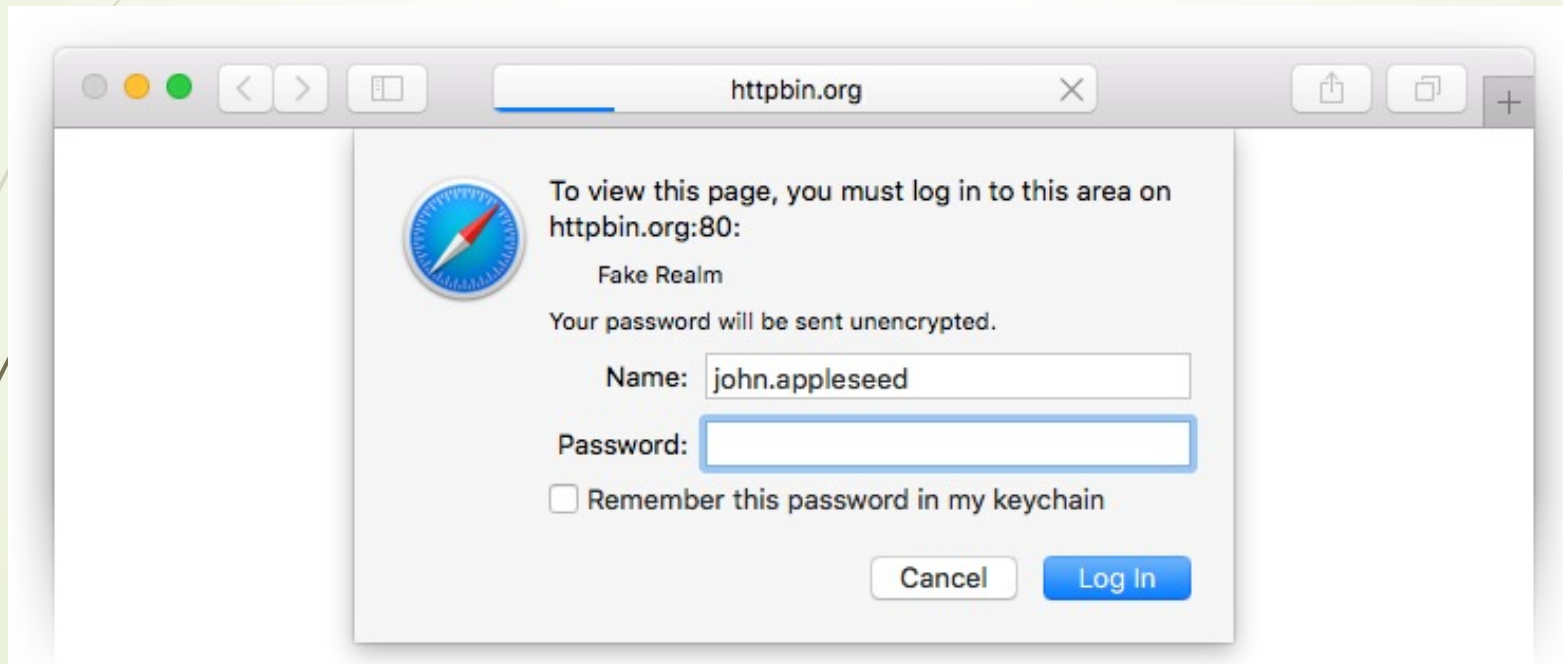 httpbin.org
To view this page, you must log in to this area on
httpbin.org:80:
Fake Realm
Your password will be sent unencrypted.
Name: john.appleseed
Password:
Remember this password in my keychain
Cancel Log In